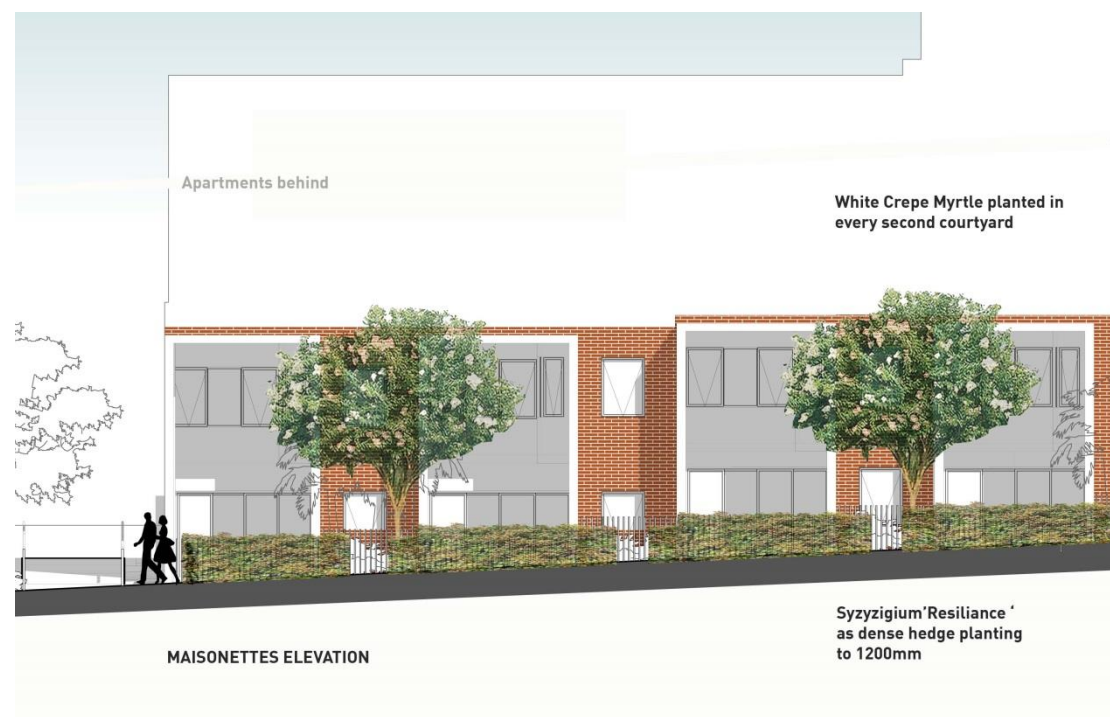 Apartments behind
White Crepe Myrtle planted in
every second courtyard
Syzyzigium'Resiliance ‘
as dense hedge planting
to 1200mm
MAISONETTES ELEVATION